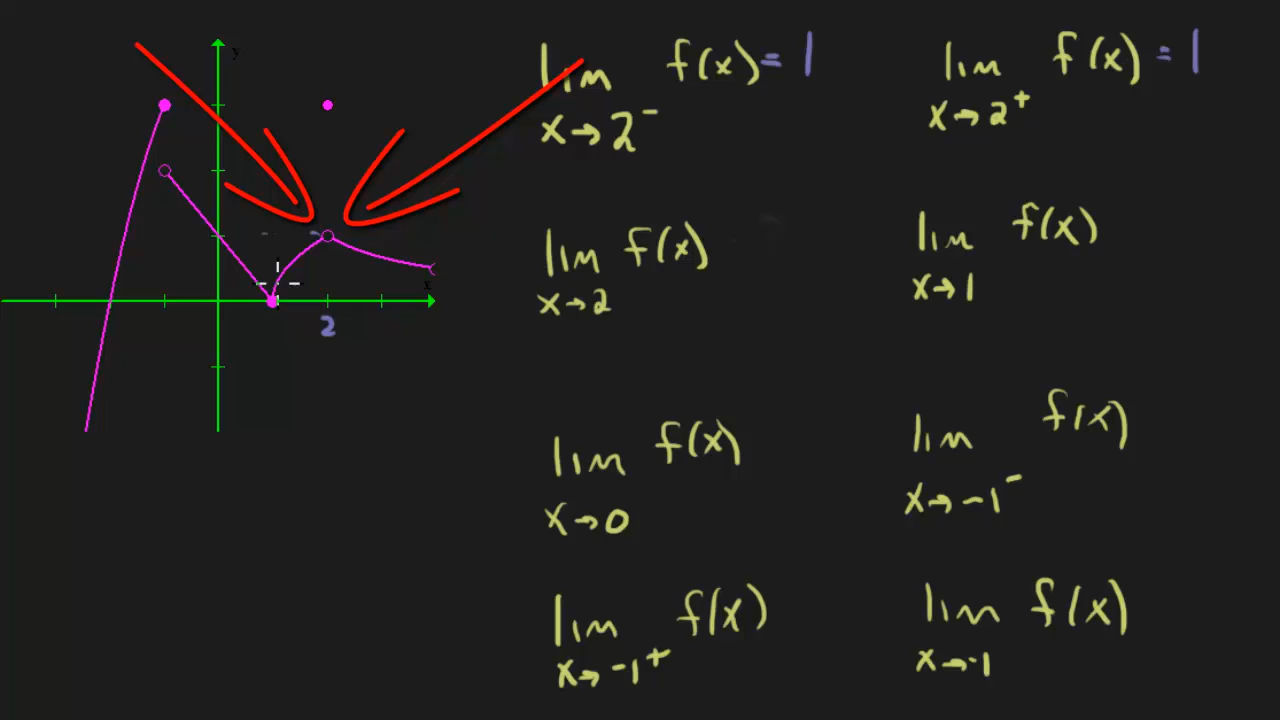 y
lim f(x) = 1
x→2⁻
lim f(x) = 1
x→2⁺
x
2
lim f(x)
x→2
lim f(x)
x→1
lim f(x)
x→0
lim f(x)
x→-1⁻
lim f(x)
x→-1⁺
lim f(x)
x→-1